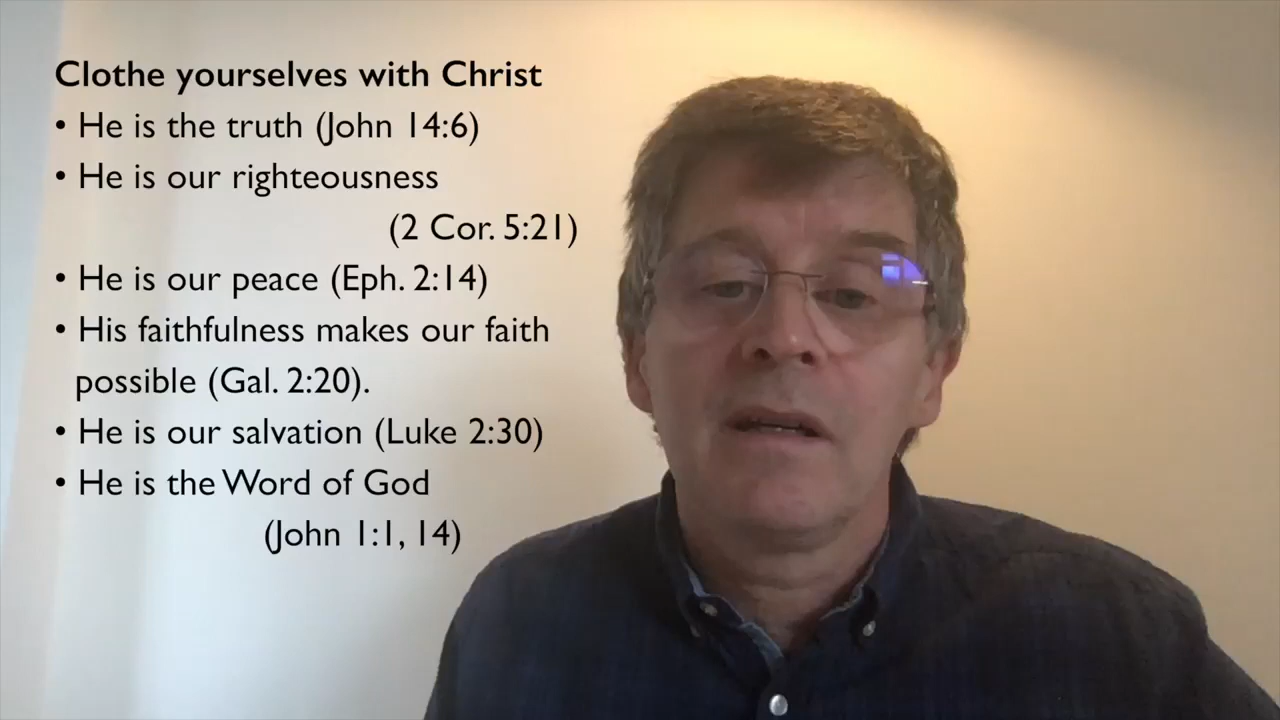 Clothe yourselves with Christ
• He is the truth (John 14:6)
• He is our righteousness
(2 Cor. 5:21)
• He is our peace (Eph. 2:14)
• His faithfulness makes our faith
possible (Gal. 2:20).
• He is our salvation (Luke 2:30)
• He is the Word of God
(John 1:1, 14)